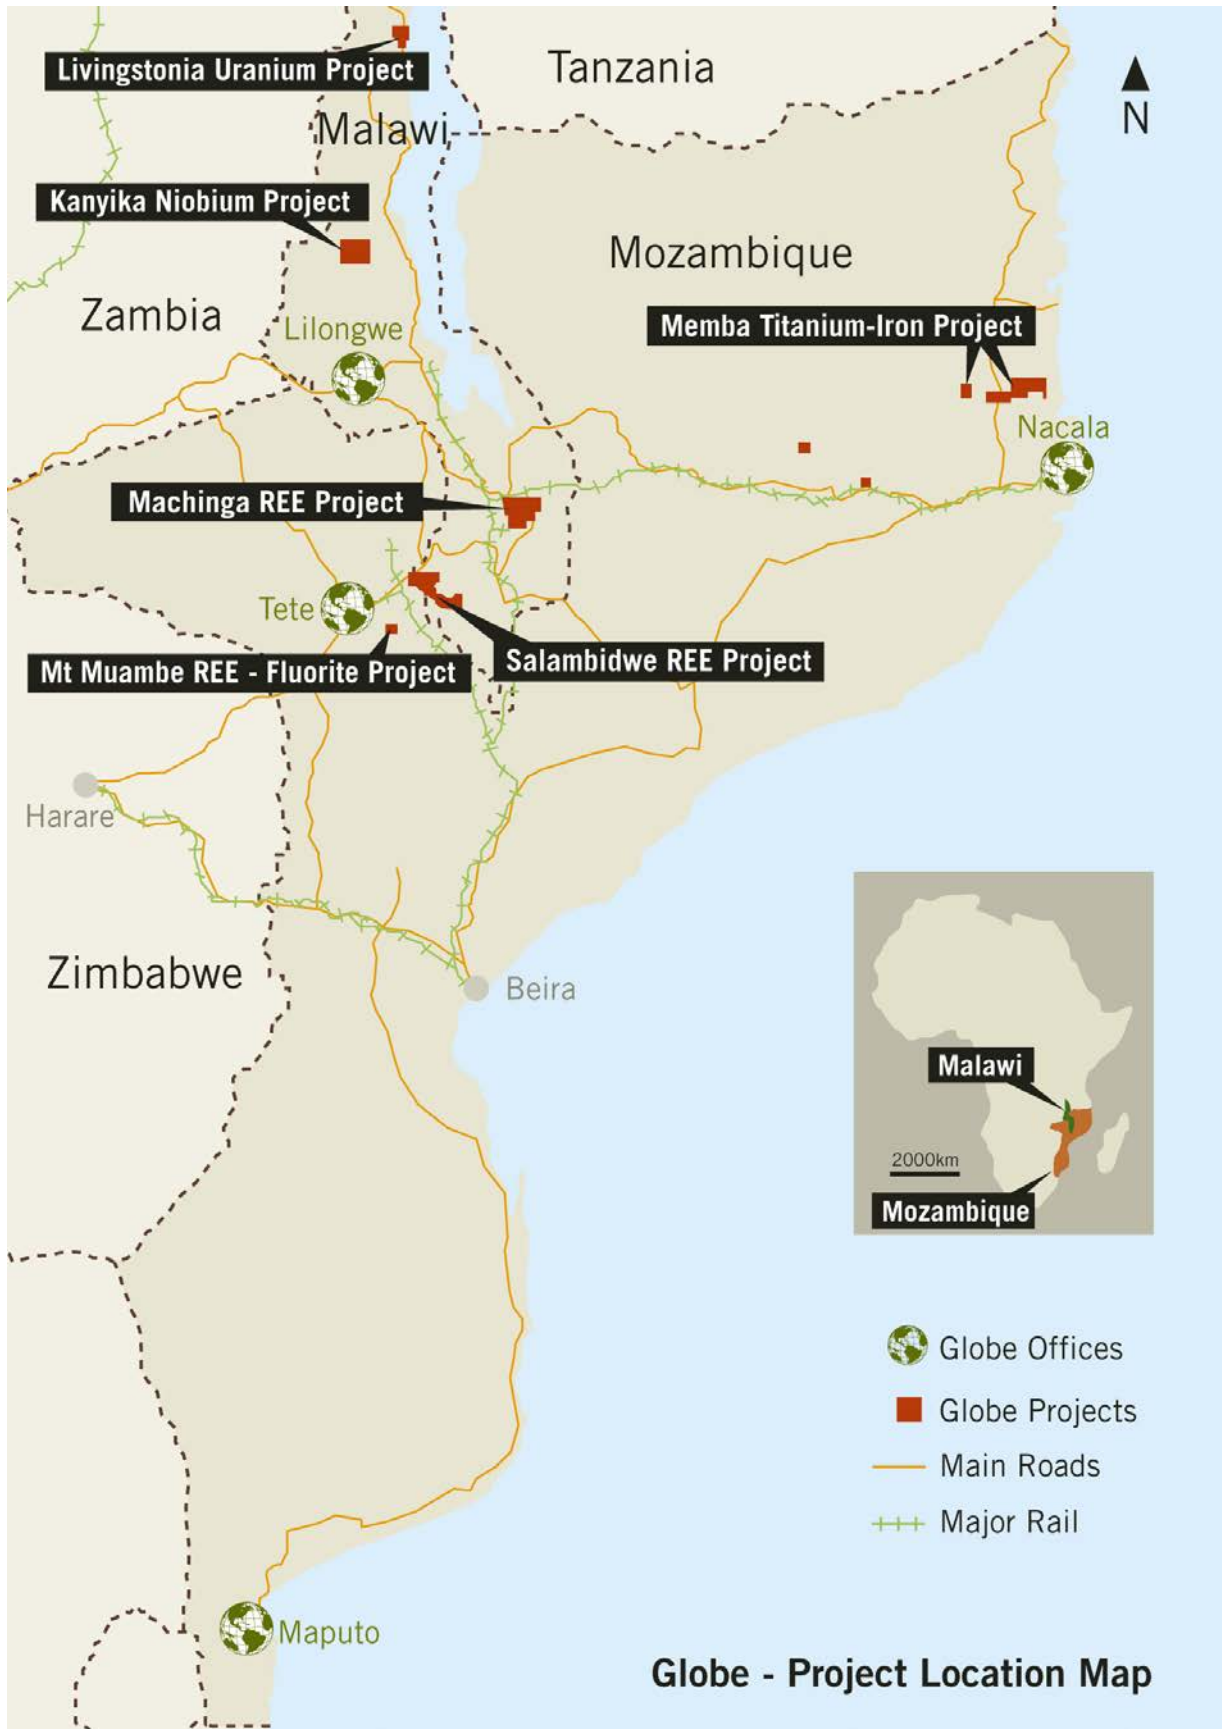 Livingstonia Uranium Project
Tanzania
N
Malawi
Kanyika Niobium Project
Mozambique
Zambia
Lilongwe
Memba Titanium-Iron Project
Nacala
Machinga REE Project
Tete
Salambidwe REE Project
Mt Muambe REE - Fluorite Project
Harare
Zimbabwe
Beira
Malawi
2000km
Mozambique
Globe Offices
Globe Projects
Main Roads
Major Rail
Maputo
Globe - Project Location Map